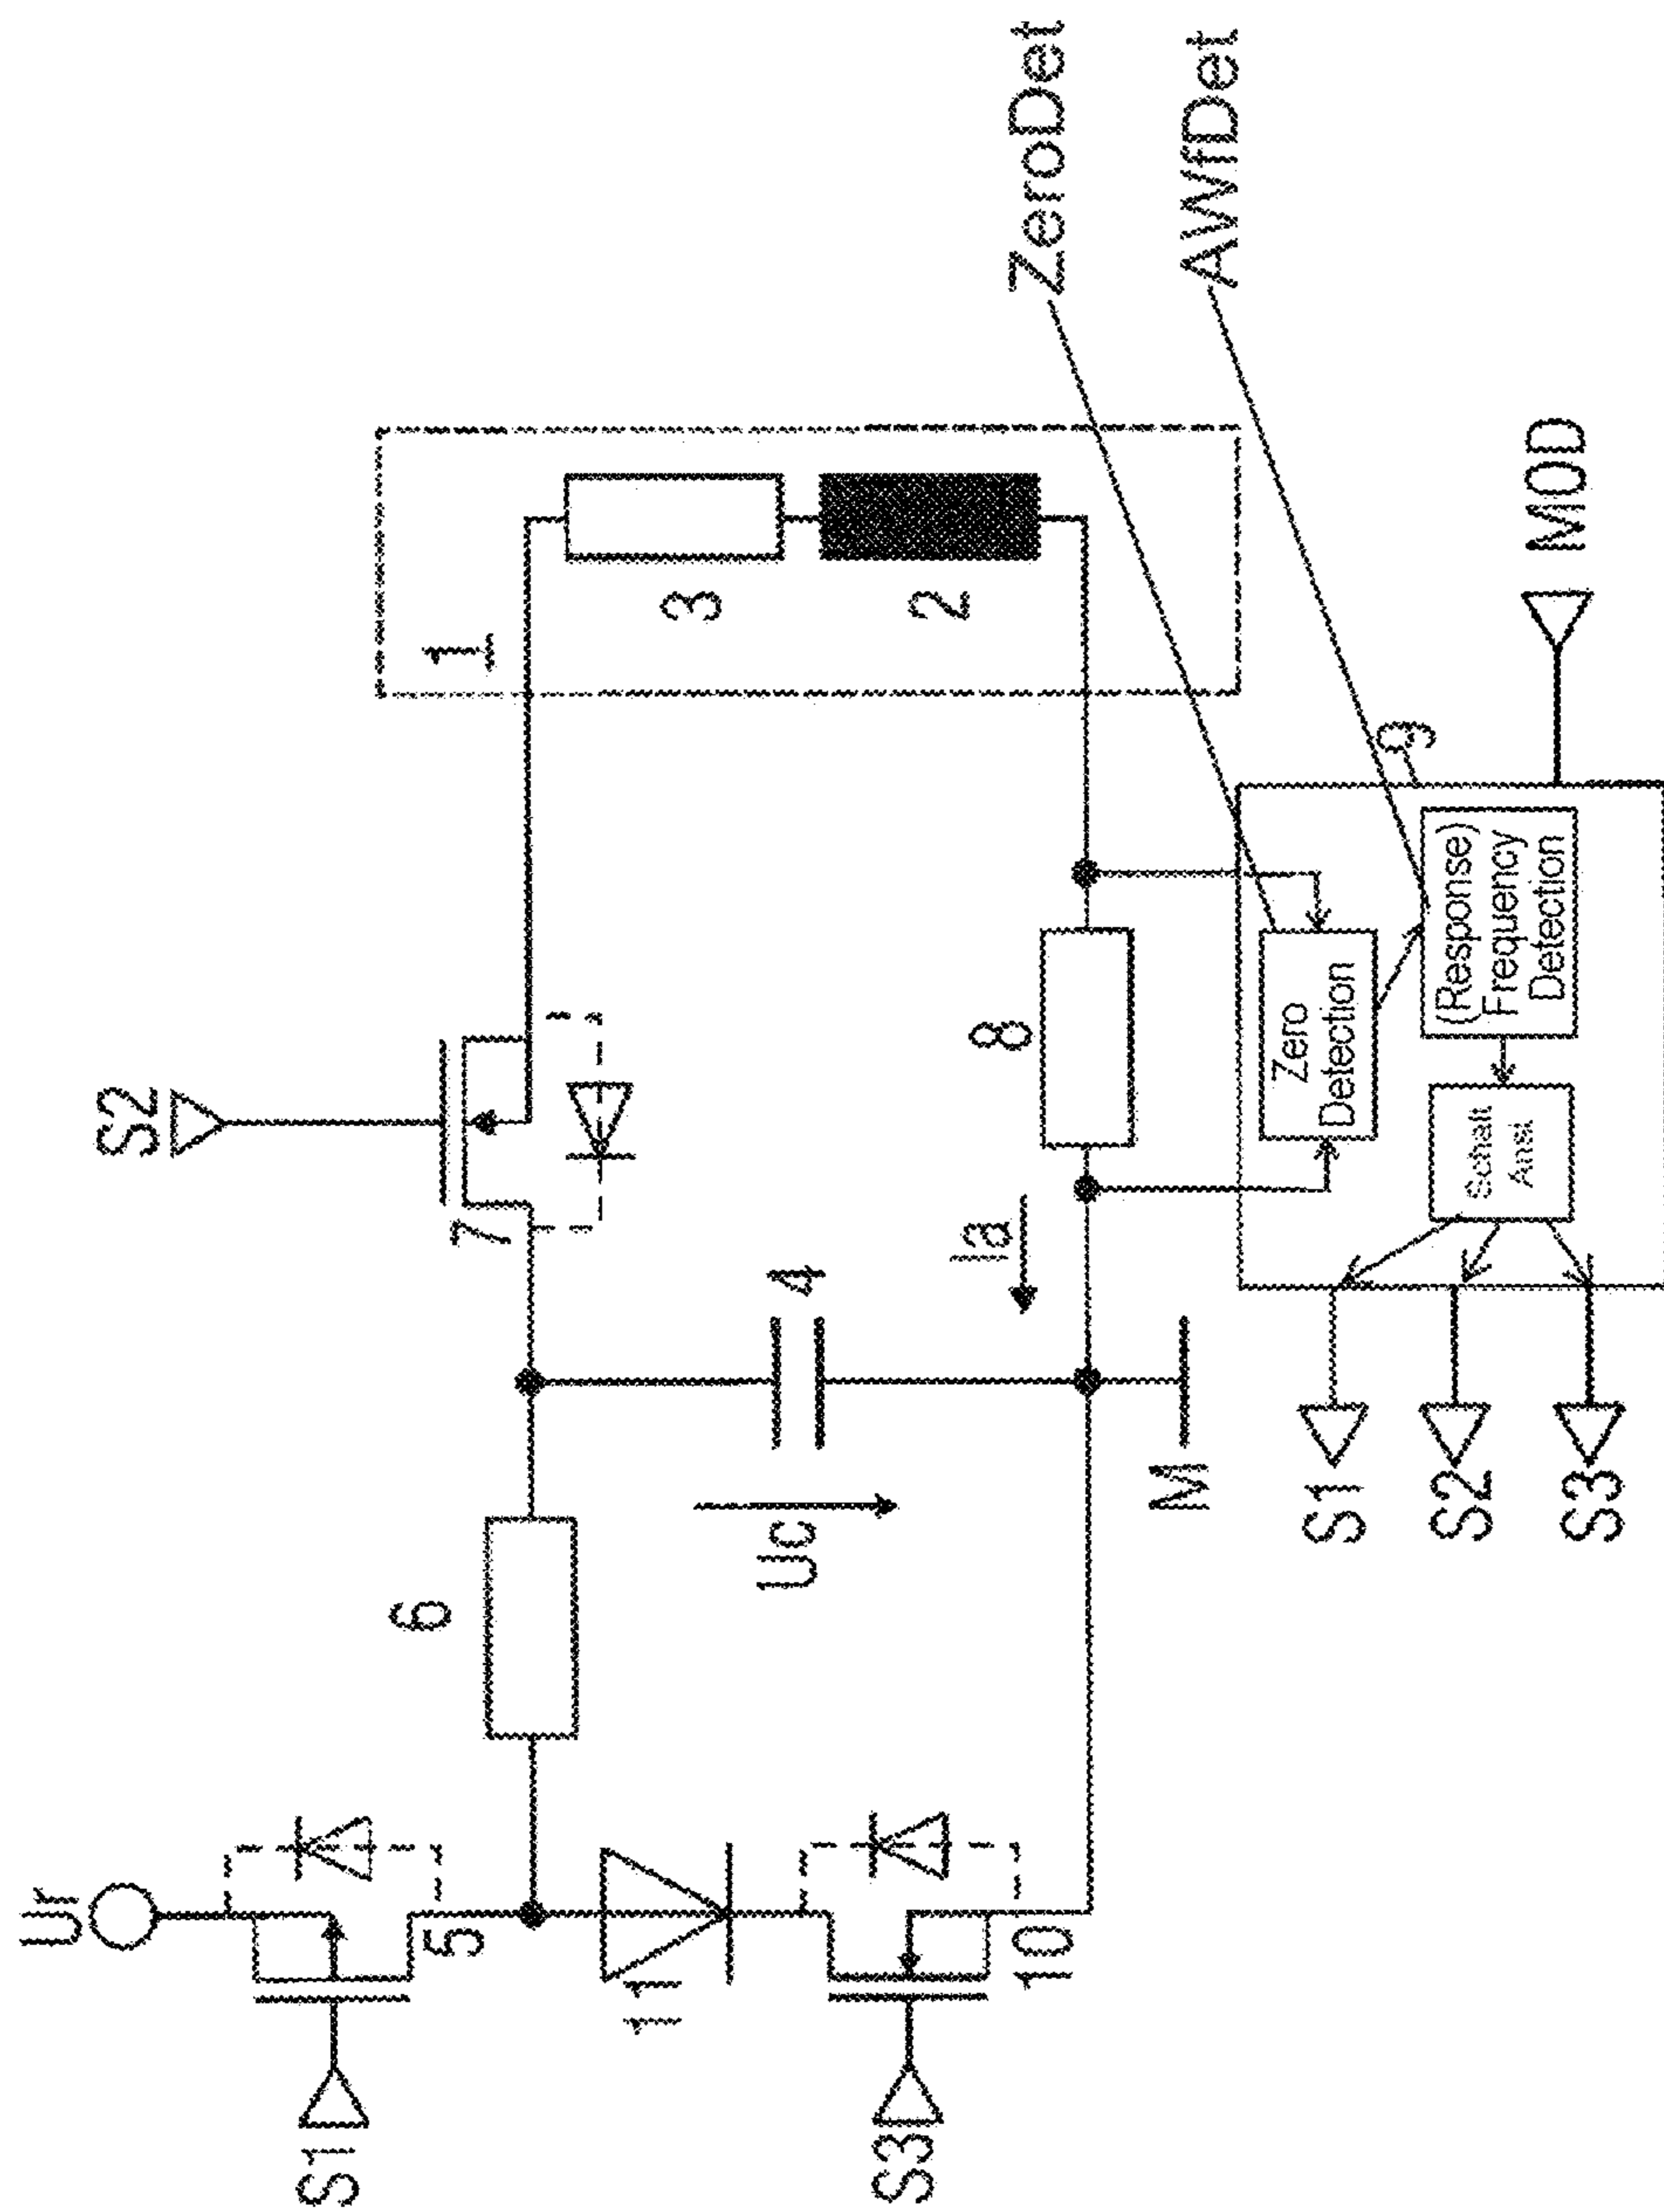 Ur
S1
5
11
S3
10
6
Uc
4
M
S2
7
Ia
8
1
3
2
ZeroDet
AWfDet
9
Zero
Detection
(Response)
Frequency
Detection
Schalt
Anst
MOD
S1
S2
S3